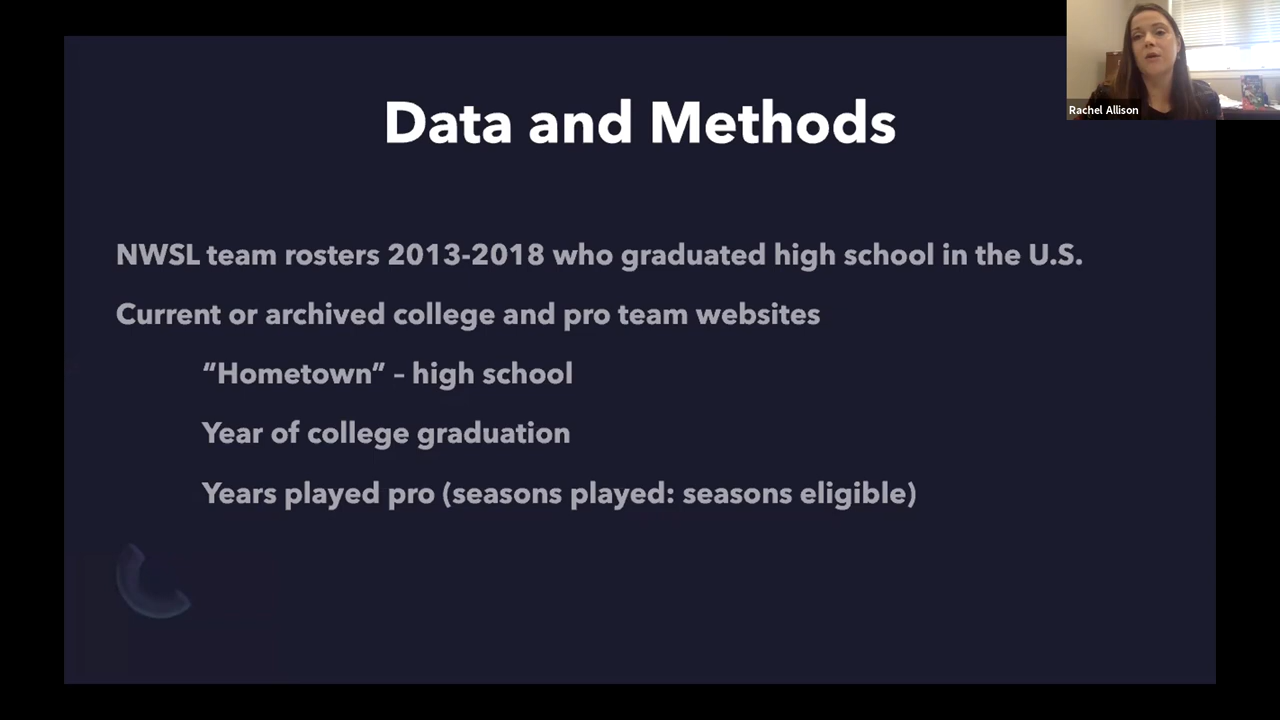 Data and Methods
Rachel Allison
NWSL team rosters 2013-2018 who graduated high school in the U.S.
Current or archived college and pro team websites
“Hometown” – high school
Year of college graduation
Years played pro (seasons played: seasons eligible)